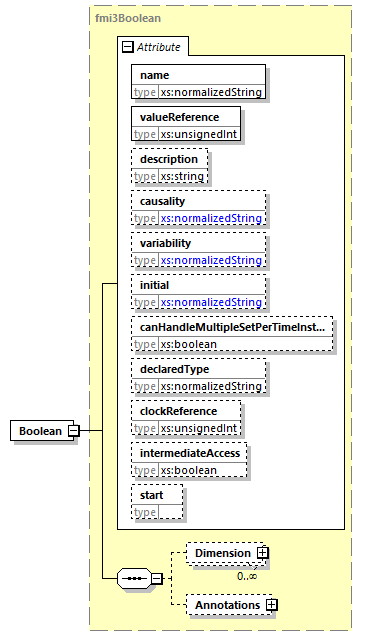 fmi3Boolean
Attribute
name
type xs:normalizedString
valueReference
type xs:unsignedInt
description
type xs:string
causality
type xs:normalizedString
variability
type xs:normalizedString
initial
type xs:normalizedString
canHandleMultipleSetPerTimeInst...
type xs:boolean
declaredType
type xs:normalizedString
clockReference
type xs:unsignedInt
intermediateAccess
type xs:boolean
start
type
Boolean
Dimension
0..∞
Annotations